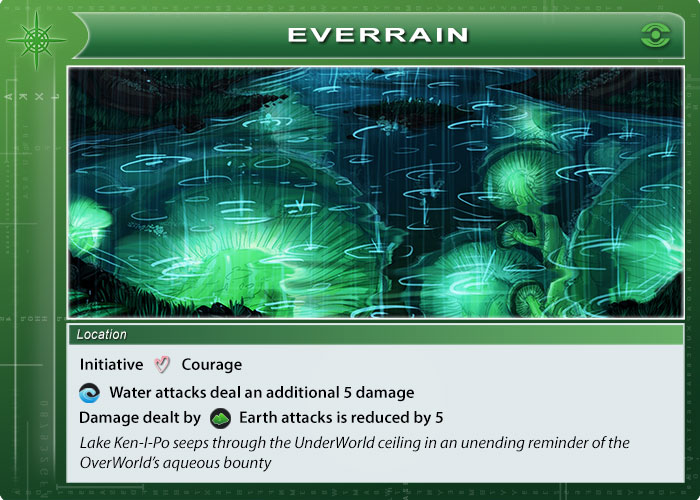 EVERRAIN
Location
Initiative Courage
Water attacks deal an additional 5 damage
Damage dealt by Earth attacks is reduced by 5
Lake Ken-I-Po seeps through the UnderWorld ceiling in an unending reminder of the
OverWorld's aqueous bounty